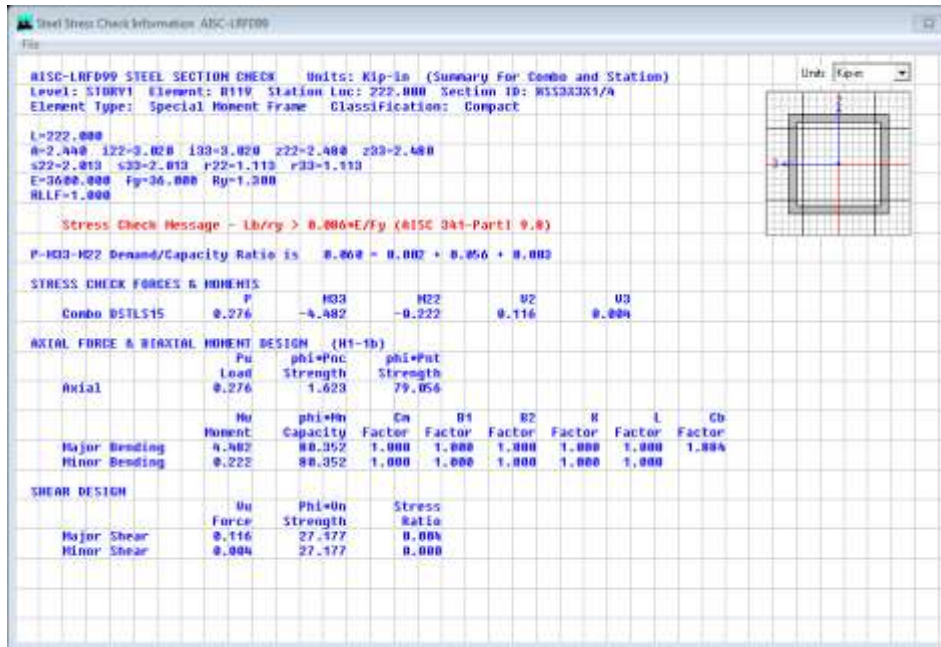 Steel Stress Check Information AISC-LRFD99
File
AISC-LRFD99 STEEL SECTION CHECK Units: Kip-in (Summary For Combo and Station)
Units Kip-in
Level: STORY1 Element: B119 Station Loc: 222.000 Section ID: HSS3X3X1/4
Element Type: Special Moment Frame Classification: Compact
L=222.000
A=2.440 i22=3.020 i33=3.020 z22=2.480 z33=2.480
s22=2.013 s33=2.013 r22=1.113 r33=1.113
E=3600.000 Fy=36.000 Ry=1.300
RLLF=1.000
Stress Check Message - Lb/ry > 0.086*E/Fy (AISC 341-PartI 9.8)
P-M33-M22 Demand/Capacity Ratio is 0.060 = 0.002 + 0.056 + 0.003
STRESS CHECK FORCES & MOMENTS
P M33 M22 V2 V3
Combo DSTLS15 0.276 -4.482 -0.222 0.116 0.004
AXIAL FORCE & BIAXIAL MOMENT DESIGN (H1-1b)
Pu phi*Pnc phi*Pnt
Load Strength Strength
Axial 0.276 1.623 79.056
Mu phi*Mn Cm B1 B2 K L Cb
Moment Capacity Factor Factor Factor Factor Factor Factor
Major Bending 4.482 80.352 1.000 1.000 1.000 1.000 1.000 1.884
Minor Bending 0.222 80.352 1.000 1.000 1.000 1.000 1.000
SHEAR DESIGN
Vu Phi*Vn Stress
Force Strength Ratio
Major Shear 0.116 27.177 0.004
Minor Shear 0.004 27.177 0.000